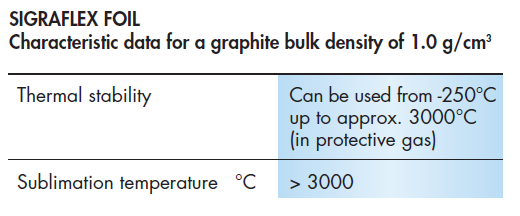 SIGRAFLEX FOIL
Characteristic data for a graphite bulk density of 1.0 g/cm³
Thermal stability
Can be used from -250°C
up to approx. 3000°C
(in protective gas)
Sublimation temperature °C > 3000